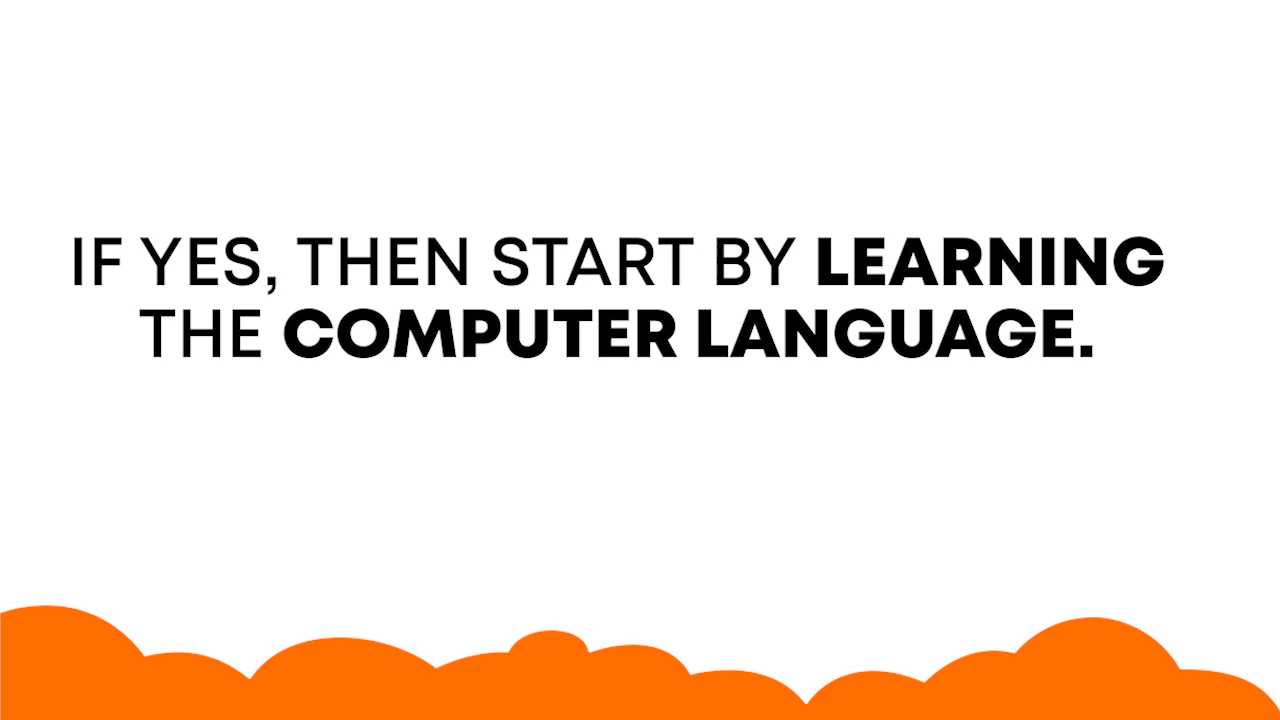 IF YES, THEN START BY LEARNING
THE COMPUTER LANGUAGE.